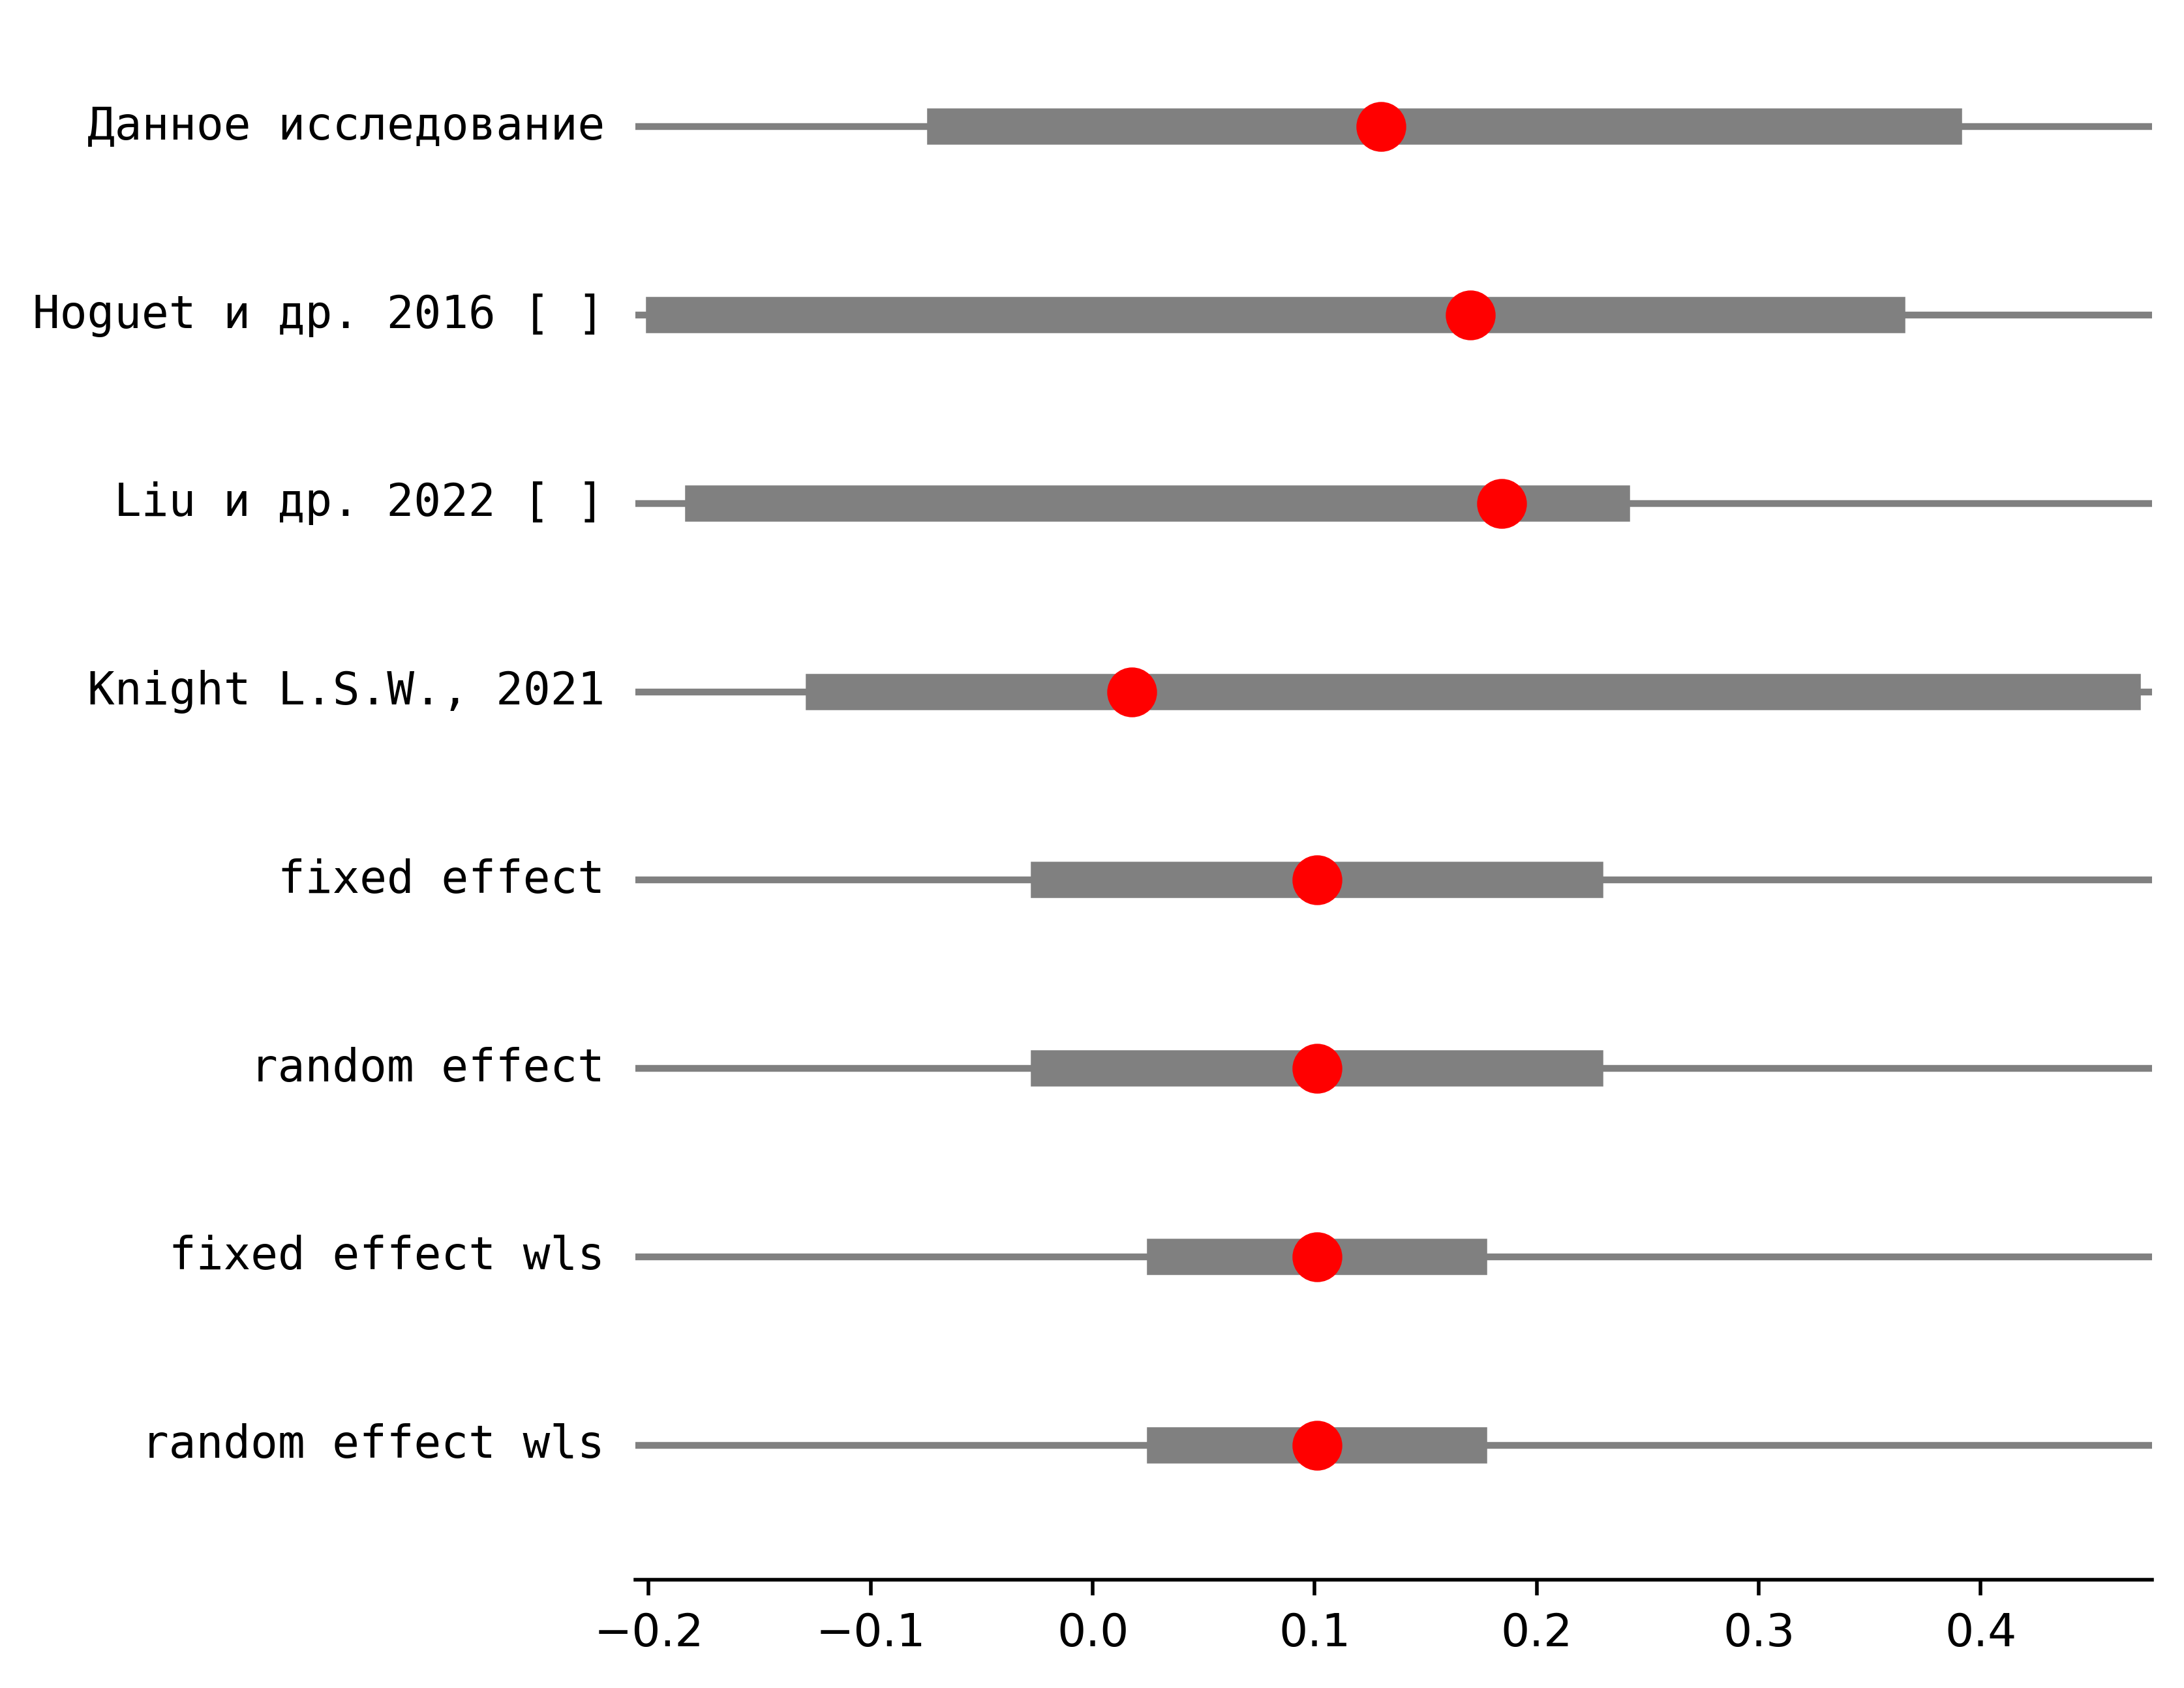 Данное исследование
Hoguet и др. 2016 [ ]
Liu и др. 2022 [ ]
Knight L.S.W., 2021
fixed effect
random effect
fixed effect wls
random effect wls
−0.2 −0.1 0.0 0.1 0.2 0.3 0.4